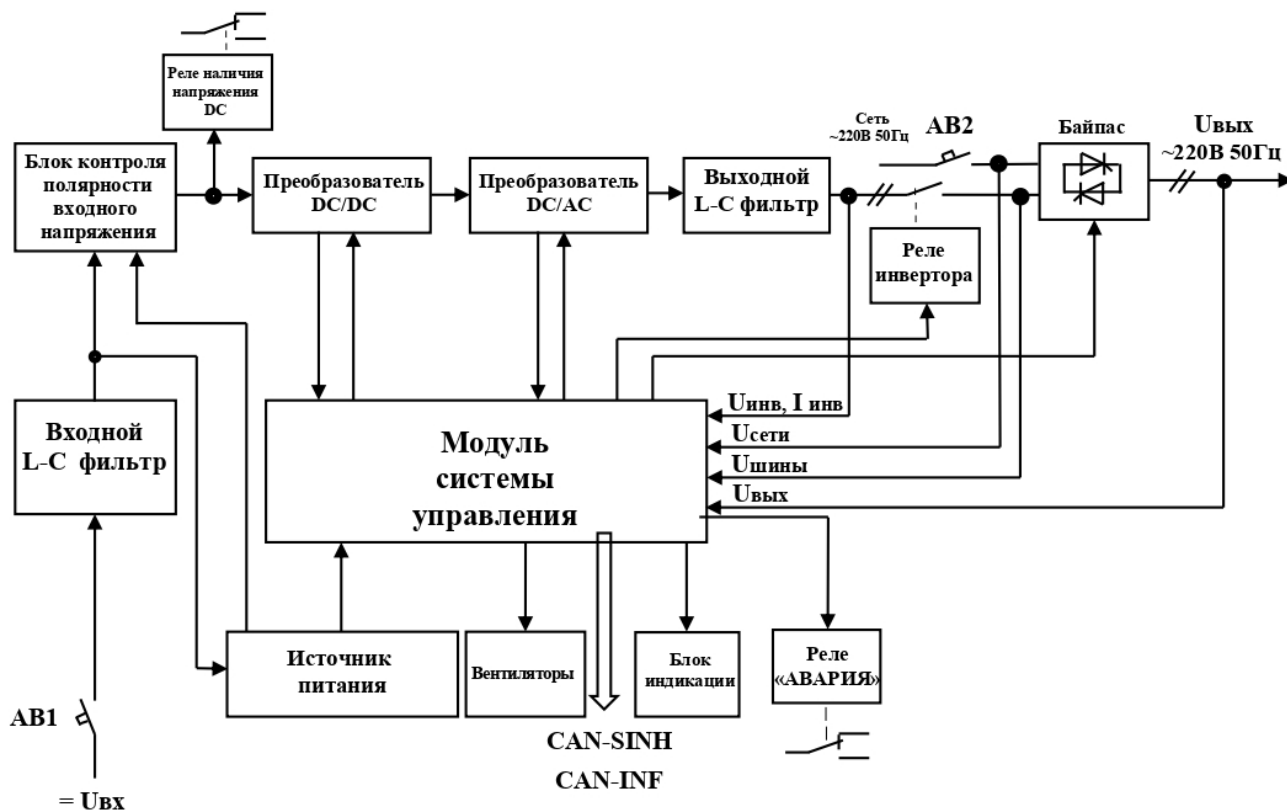 Реле наличия
напряжения
DC
Сеть
~220В 50Гц
АВ2
Байпас
Uвых
~220В 50Гц
Блок контроля
полярности
входного
напряжения
Преобразователь
DC/DC
Преобразователь
DC/AC
Выходной
L-C фильтр
Реле
инвертора
Входной
L-C фильтр
Модуль
системы
управления
Uинв, I инв
Uсети
Uшины
Uвых
Источник
питания
Вентиляторы
Блок
индикации
Реле
«АВАРИЯ»
АВ1
CAN-SINH
CAN-INF
= Uвх